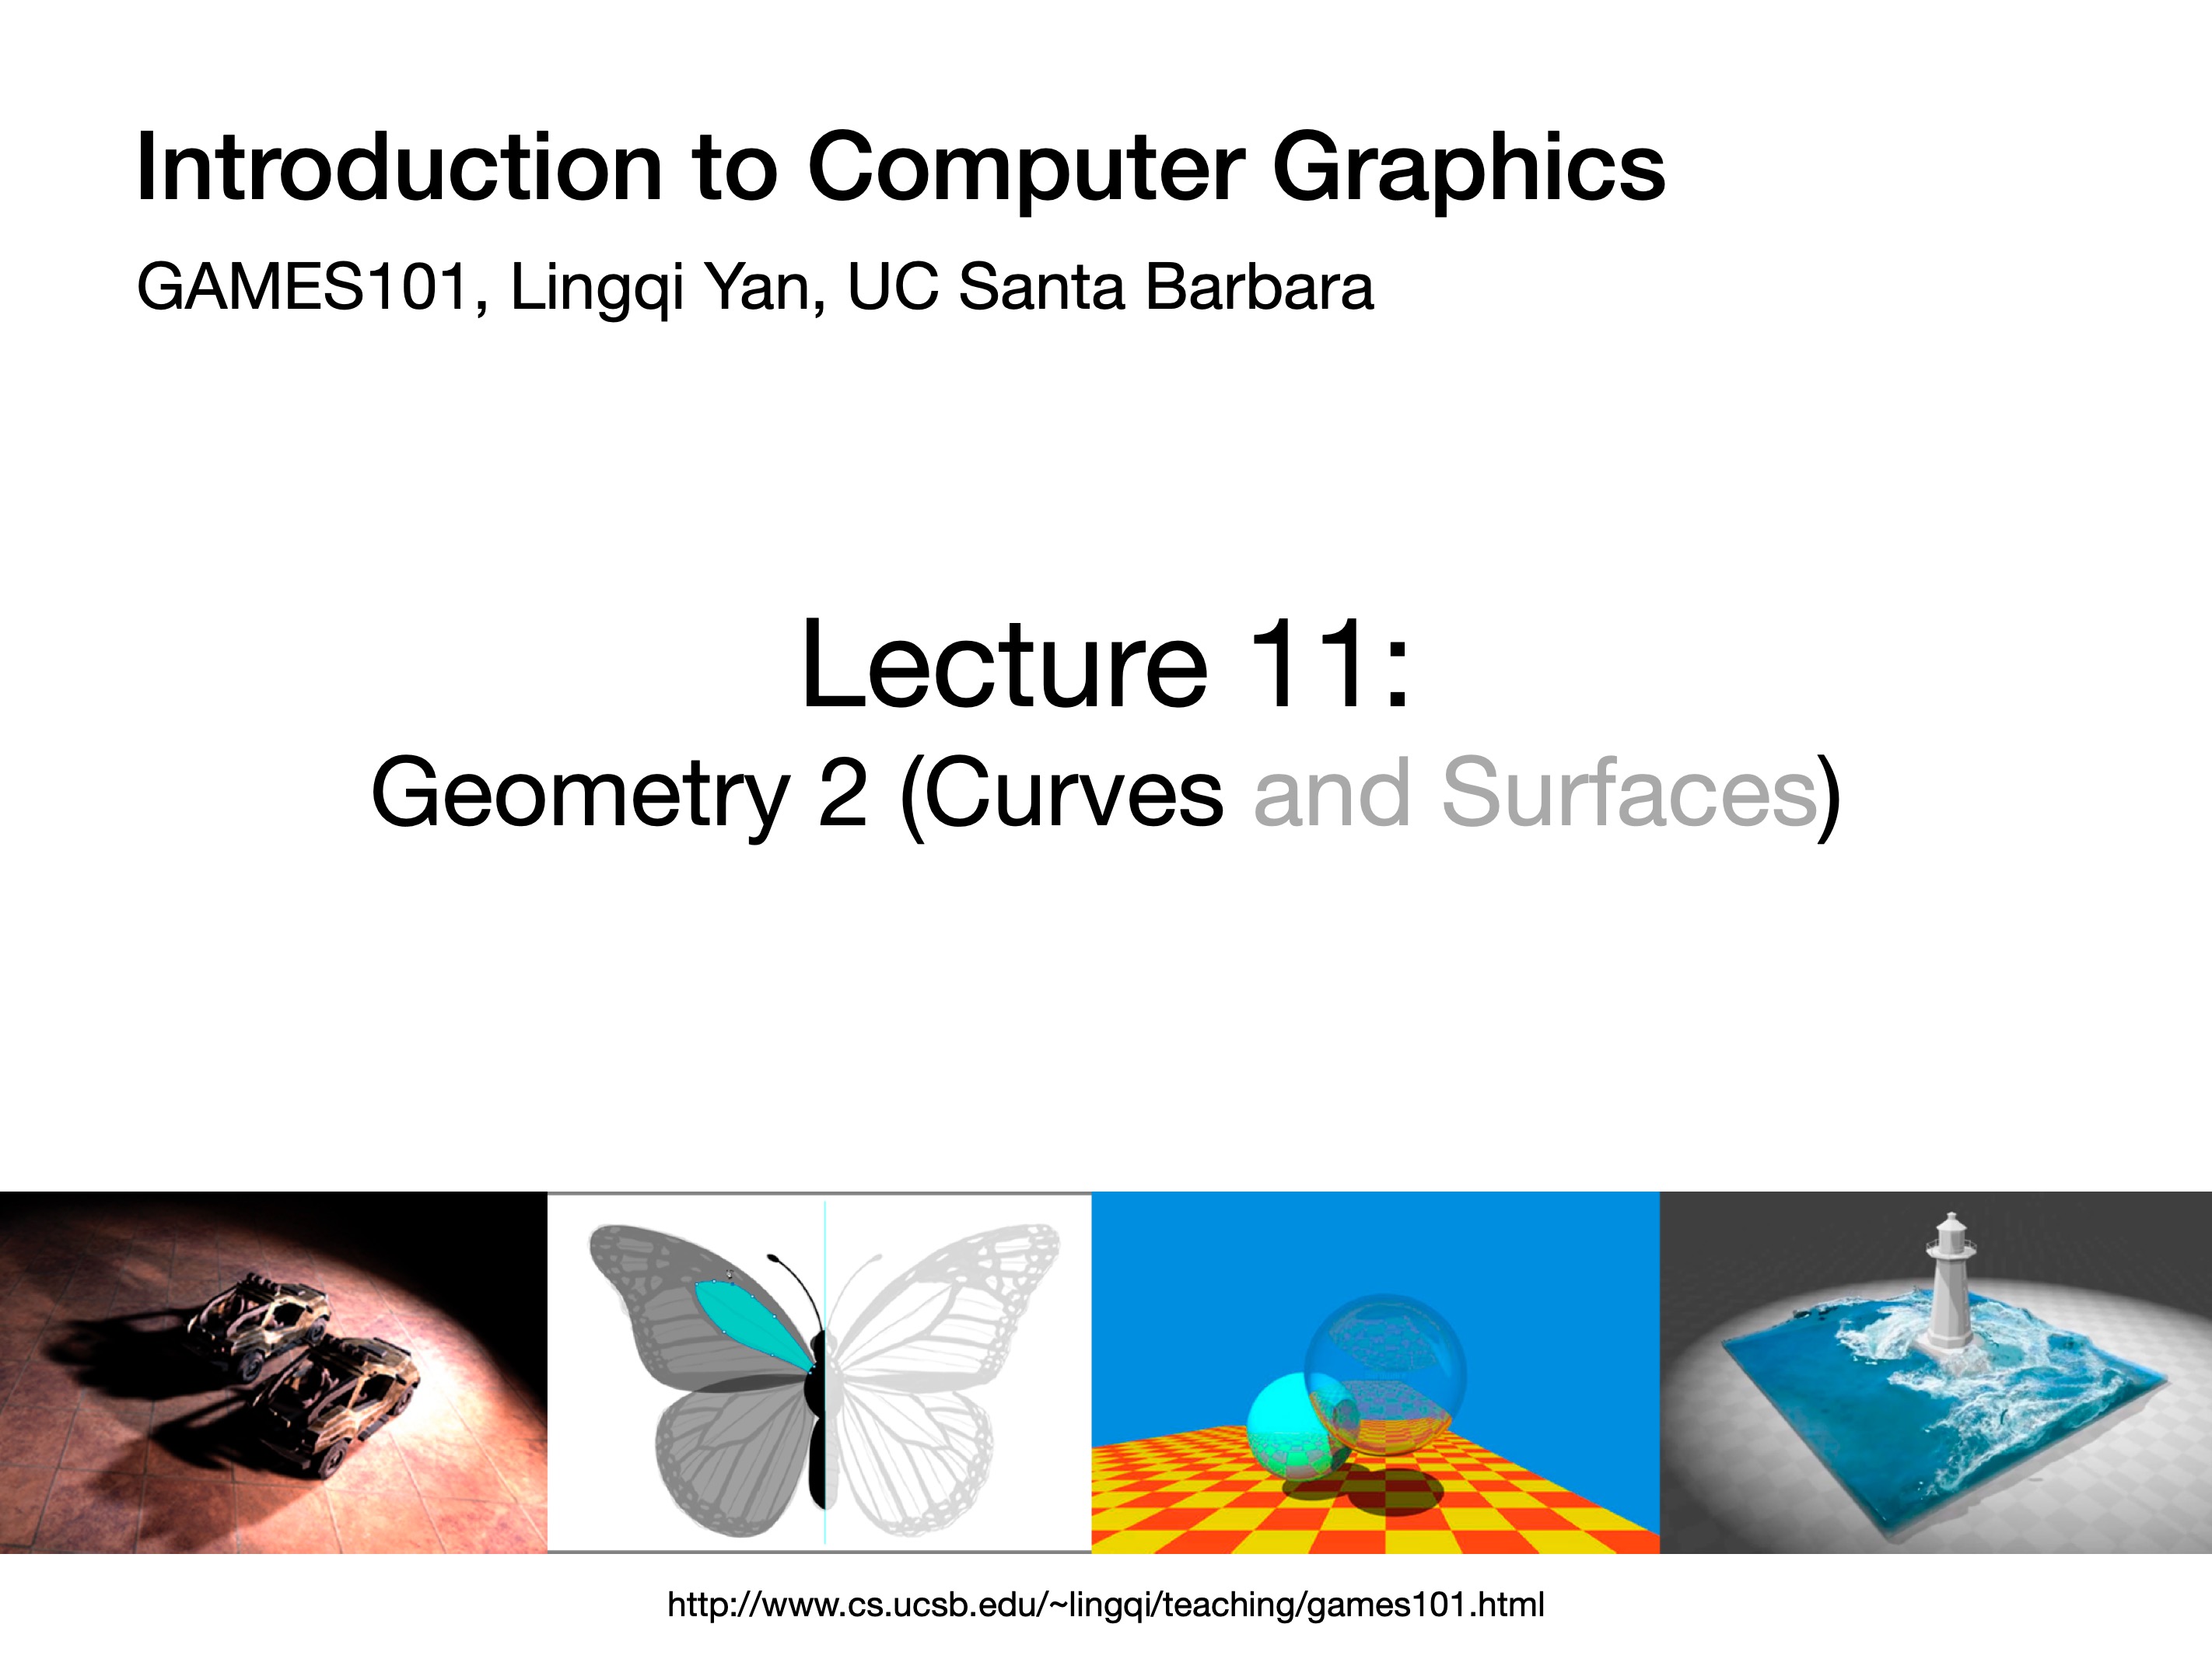 Introduction to Computer Graphics
GAMES101, Lingqi Yan, UC Santa Barbara
Lecture 11:
Geometry 2 (Curves and Surfaces)
http://www.cs.ucsb.edu/~lingqi/teaching/games101.html